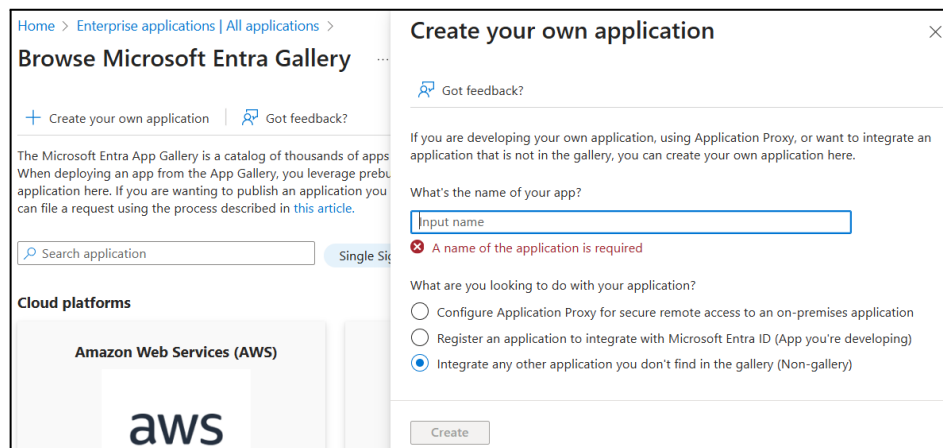 Home > Enterprise applications | All applications >
Browse Microsoft Entra Gallery ...
+ Create your own application
Got feedback?
The Microsoft Entra App Gallery is a catalog of thousands of apps
When deploying an app from the App Gallery, you leverage prebu
application here. If you are wanting to publish an application you
can file a request using the process described in this article.
Search application
Single Sig
Cloud platforms
Amazon Web Services (AWS)
aws
Create your own application
Got feedback?
If you are developing your own application, using Application Proxy, or want to integrate an
application that is not in the gallery, you can create your own application here.
What's the name of your app?
Input name
A name of the application is required
What are you looking to do with your application?
Configure Application Proxy for secure remote access to an on-premises application
Register an application to integrate with Microsoft Entra ID (App you're developing)
Integrate any other application you don't find in the gallery (Non-gallery)
Create